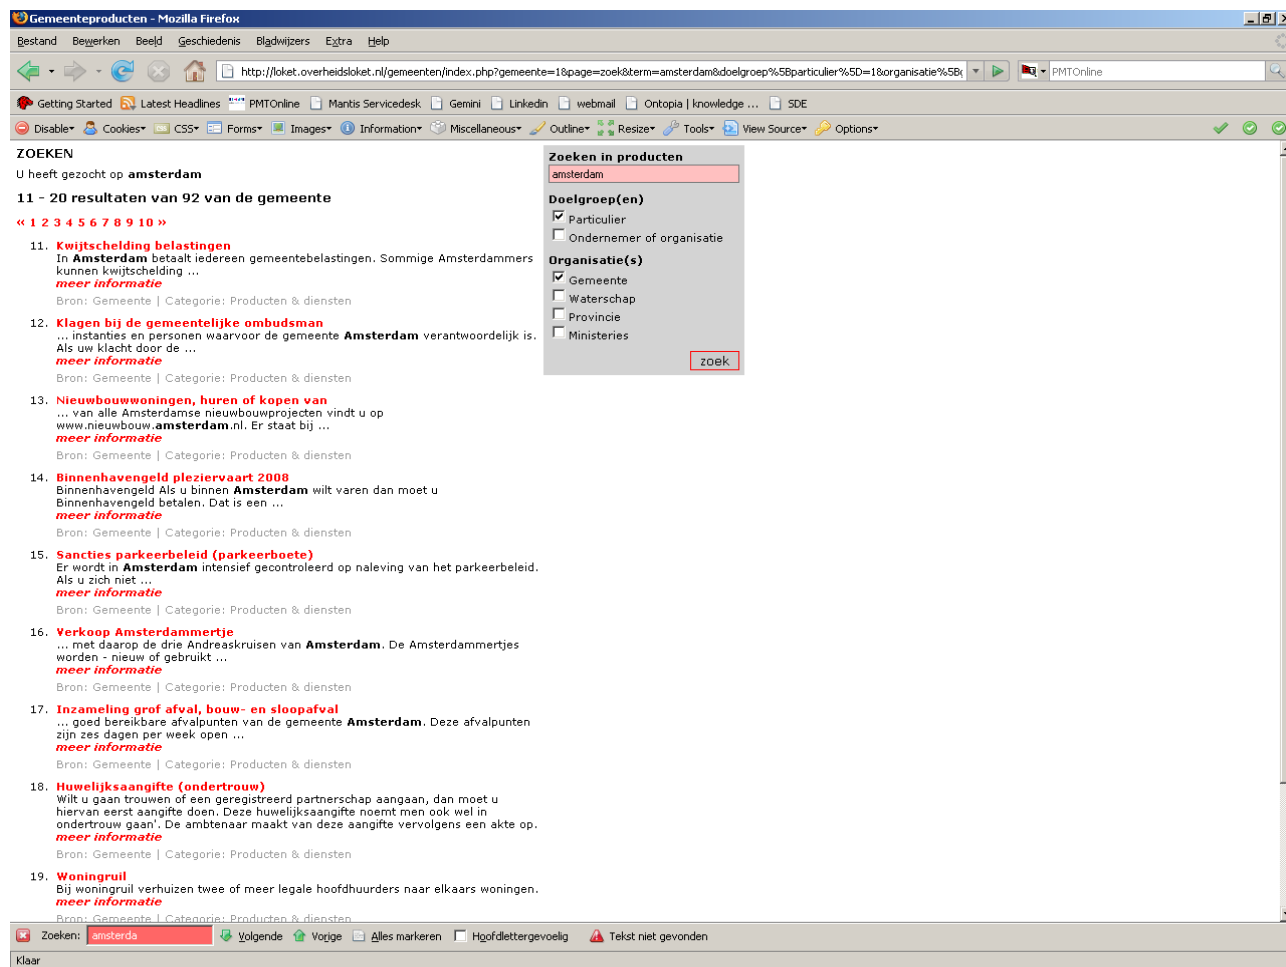 Gemeenteproducten - Mozilla Firefox
Bestand Bewerken Beeld Geschiedenis Bladwijzers Extra Help
http://loket.overheidsloket.nl/gemeenten/index.php?gemeente=1&page=zoek&term=amsterdam&doelgroep%5Bparticulier%5D=1&organisatie%5B PMTOnline
Getting Started Latest Headlines PMTOnline Mantis Servicedesk Gemini Linkedin webmail Ontopia | knowledge ... SDE
Disable Cookies CSS Forms Images Information Miscellaneous Outline Resize Tools View Source Options
ZOEKEN
U heeft gezocht op amsterdam
11 - 20 resultaten van 92 van de gemeente
« 1 2 3 4 5 6 7 8 9 10 »
11. Kwijtschelding belastingen
In Amsterdam betaalt iedereen gemeentebelastingen. Sommige Amsterdammers
kunnen kwijtschelding ...
meer informatie
Bron: Gemeente | Categorie: Producten & diensten
12. Klagen bij de gemeentelijke ombudsman
... instanties en personen waarvoor de gemeente Amsterdam verantwoordelijk is.
Als uw klacht door de ...
meer informatie
Bron: Gemeente | Categorie: Producten & diensten
13. Nieuwbouwwoningen, huren of kopen van
... van alle Amsterdamse nieuwbouwprojecten vindt u op
www.nieuwbouw.amsterdam.nl. Er staat bij ...
meer informatie
Bron: Gemeente | Categorie: Producten & diensten
14. Binnenhavengeld pleziervaart 2008
Binnenhavengeld Als u binnen Amsterdam wilt varen dan moet u
Binnenhavengeld betalen. Dat is een ...
meer informatie
Bron: Gemeente | Categorie: Producten & diensten
15. Sancties parkeerbeleid (parkeerboete)
Er wordt in Amsterdam intensief gecontroleerd op naleving van het parkeerbeleid.
Als u zich niet ...
meer informatie
Bron: Gemeente | Categorie: Producten & diensten
16. Verkoop Amsterdammertje
... met daarop de drie Andreaskruisen van Amsterdam. De Amsterdammertjes
worden - nieuw of gebruikt ...
meer informatie
Bron: Gemeente | Categorie: Producten & diensten
17. Inzameling grof afval, bouw- en sloopafval
... goed bereikbare afvalpunten van de gemeente Amsterdam. Deze afvalpunten
zijn zes dagen per week open ...
meer informatie
Bron: Gemeente | Categorie: Producten & diensten
18. Huwelijksaangifte (ondertrouw)
Wilt u gaan trouwen of een geregistreerd partnerschap aangaan, dan moet u
hiervan eerst aangifte doen. Deze huwelijksaangifte noemt men ook wel in
ondertrouw gaan'. De ambtenaar maakt van deze aangifte vervolgens een akte op.
meer informatie
Bron: Gemeente | Categorie: Producten & diensten
19. Woningruil
Bij woningruil verhuizen twee of meer legale hoofdhuurders naar elkaars woningen.
meer informatie
Bron: Gemeente | Categorie: Producten & diensten
Zoeken in producten
amsterdam
Doelgroep(en)
Particulier
Ondernemer of organisatie
Organisatie(s)
Gemeente
Waterschap
Provincie
Ministeries
zoek
Zoeken: amsterda Volgende Vorige Alles markeren Hoofdlettergevoelig Tekst niet gevonden
Klaar